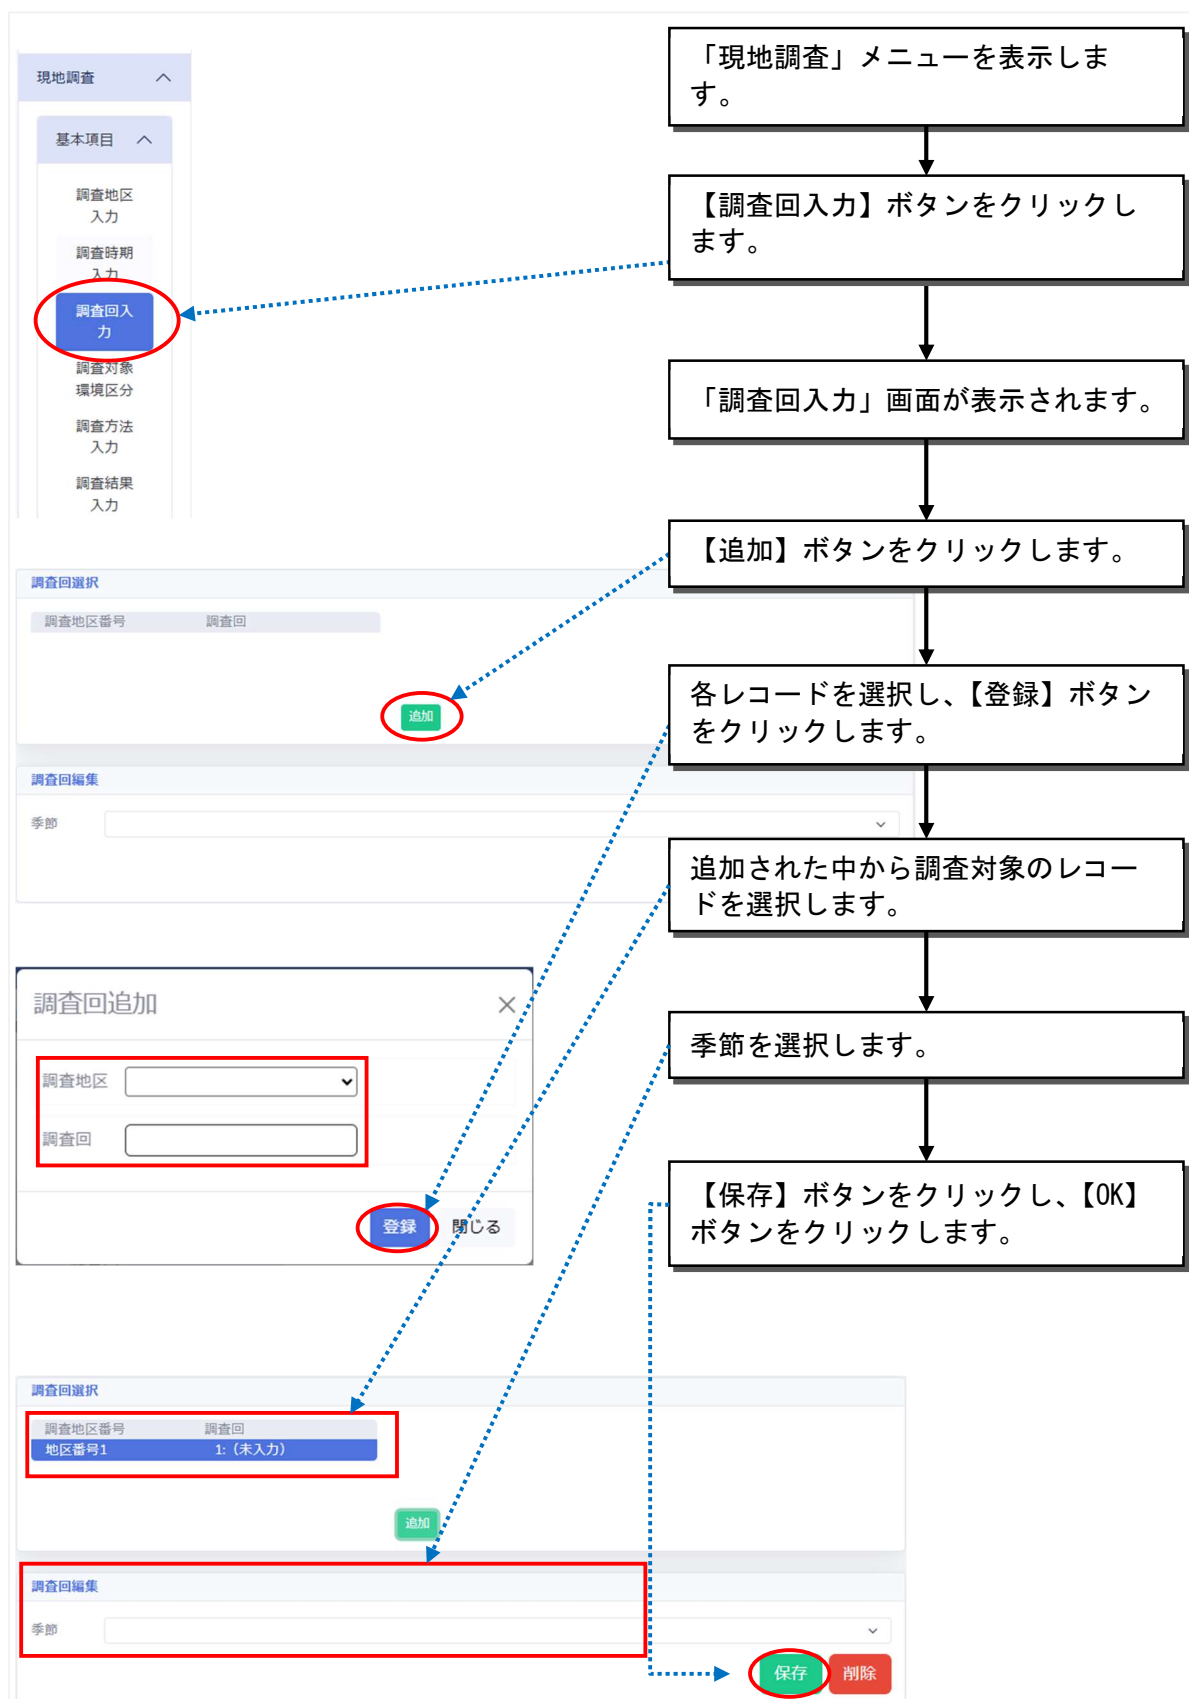 現地調査
基本項目
調査地区
入力
調査時期
入力
調査回入
力
調査対象
環境区分
調査方法
入力
調査結果
入力
「現地調査」メニューを表示しま
す。
【調査回入力】ボタンをクリックし
ます。
「調査回入力」画面が表示されます。
【追加】ボタンをクリックします。
各レコードを選択し、【登録】ボタン
をクリックします。
追加された中から調査対象のレコー
ドを選択します。
季節を選択します。
【保存】ボタンをクリックし、【OK】
ボタンをクリックします。
調査回選択
調査地区番号 調査回
追加
調査回編集
季節
調査回追加
調査地区
調査回
登録 閉じる
調査回選択
調査地区番号 調査回
地区番号1 1:（未入力）
追加
調査回編集
季節
保存 削除